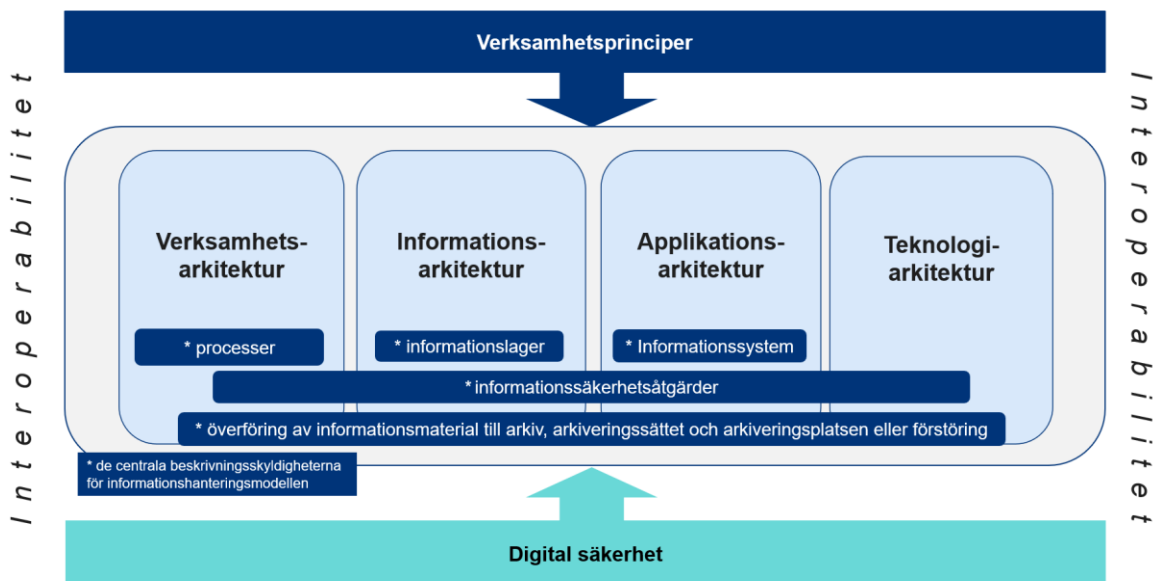 Verksamhetsprinciper
Interoperabilitet
Interoperabilitet
Verksamhets-
arkitektur
Informations-
arkitektur
Applikations-
arkitektur
Teknologi-
arkitektur
* processer
* informationslager
* Informationssystem
* informationssäkerhetsåtgärder
* överföring av informationsmaterial till arkiv, arkiveringssättet och arkiveringsplatsen eller förstöring
* de centrala beskrivningsskyldigheterna
för informationshanteringsmodellen
Digital säkerhet